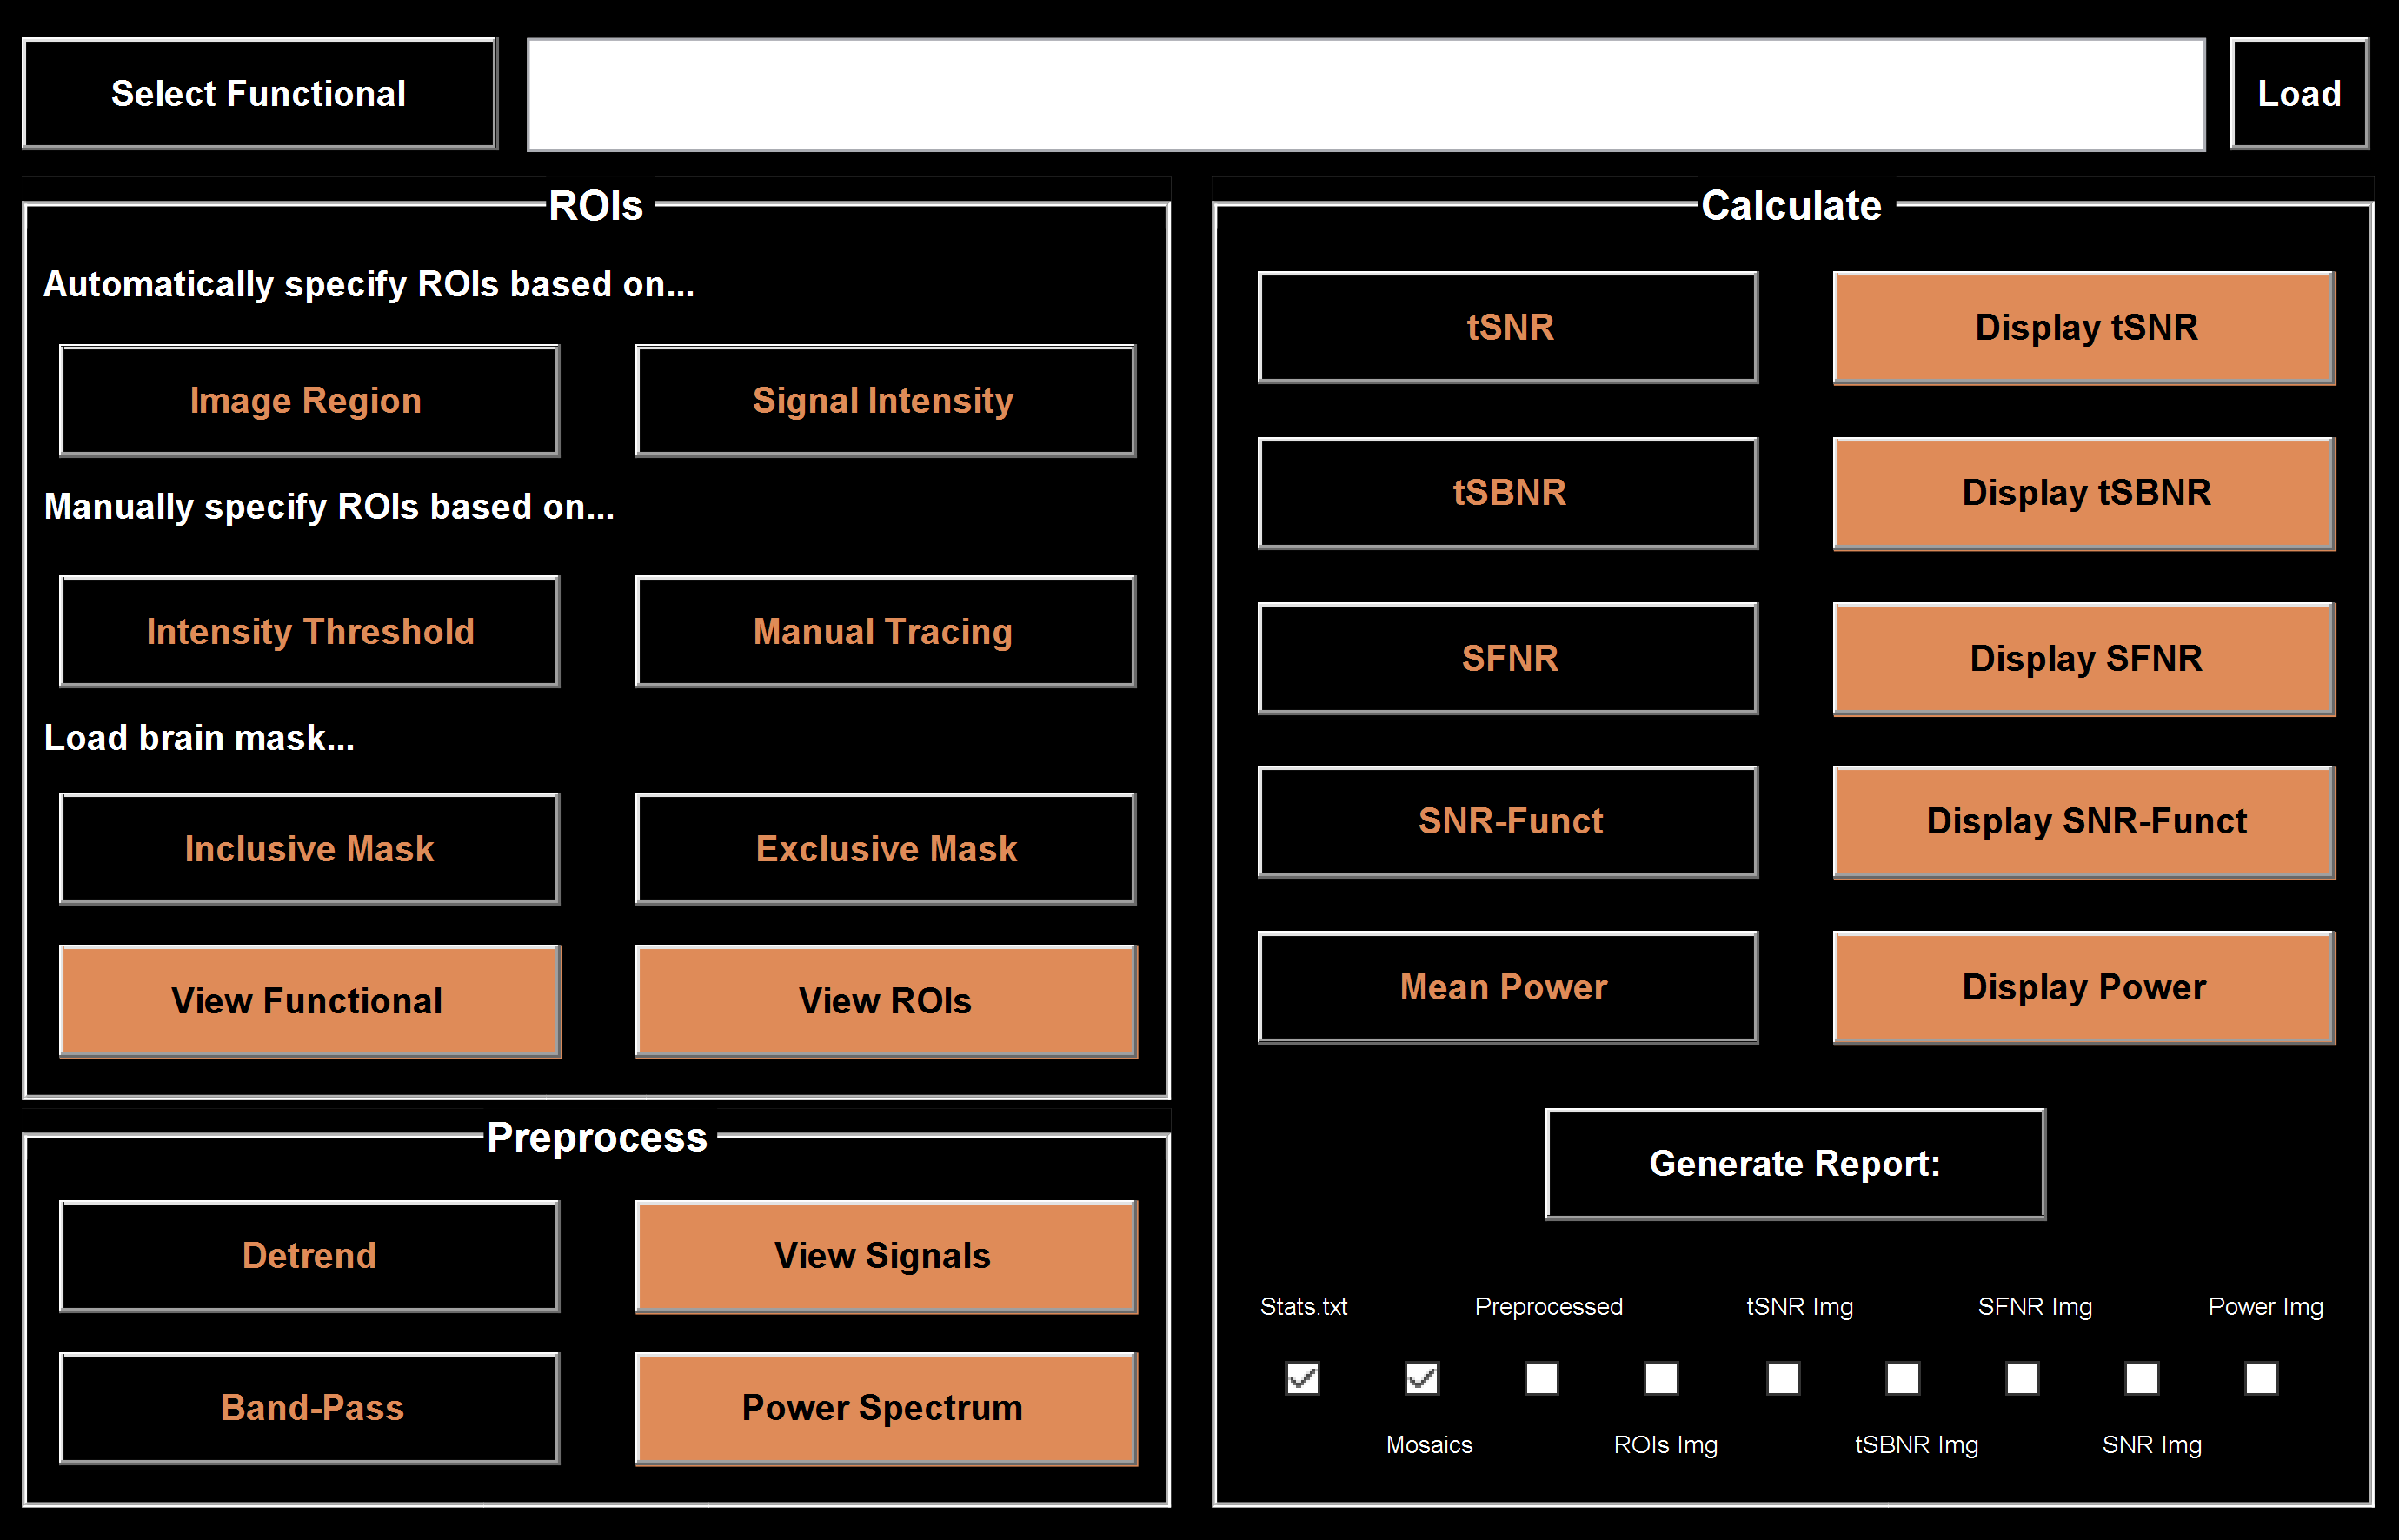 Select Functional
Load
ROIs
Automatically specify ROIs based on...
Image Region
Signal Intensity
Manually specify ROIs based on...
Intensity Threshold
Manual Tracing
Load brain mask...
Inclusive Mask
Exclusive Mask
View Functional
View ROIs
Preprocess
Detrend
View Signals
Band-Pass
Power Spectrum
Calculate
tSNR
Display tSNR
tSBNR
Display tSBNR
SFNR
Display SFNR
SNR-Funct
Display SNR-Funct
Mean Power
Display Power
Generate Report:
Stats.txt
Preprocessed
tSNR Img
SFNR Img
Power Img
Mosaics
ROIs Img
tSBNR Img
SNR Img